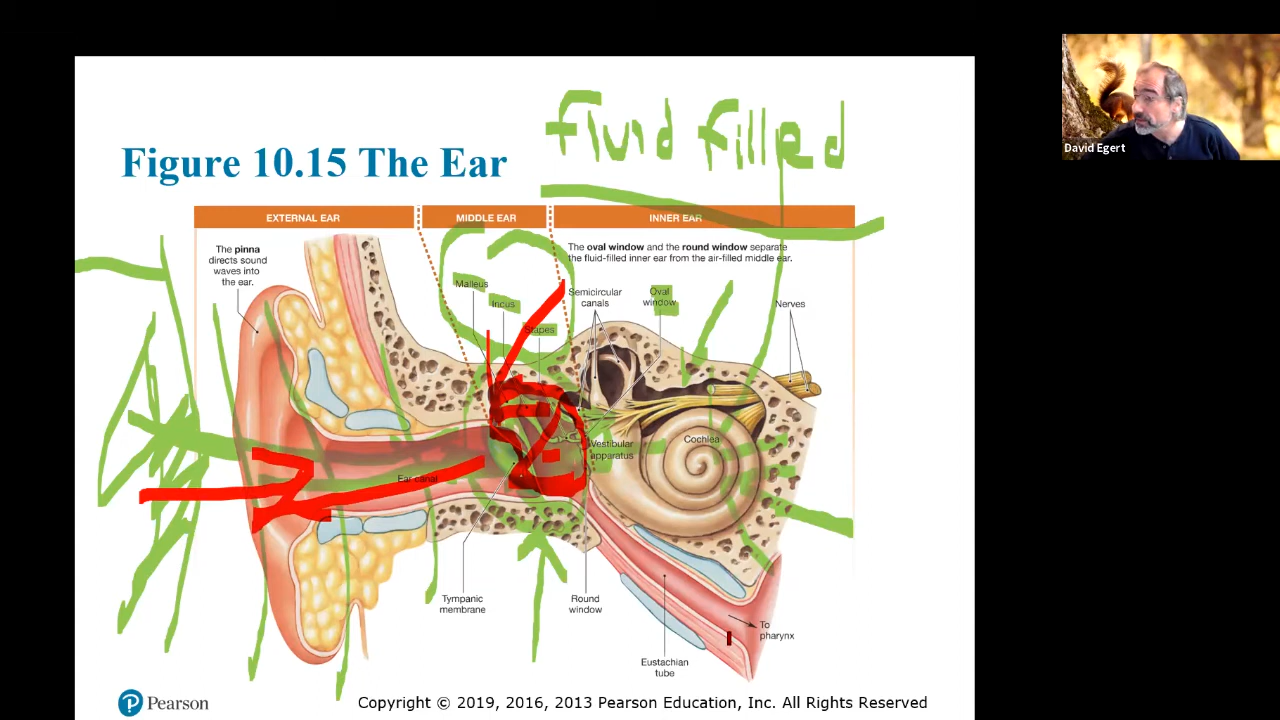 David Egert
fluid filled
Figure 10.15 The Ear
EXTERNAL EAR
MIDDLE EAR
INNER EAR
The pinna
directs sound
waves into
the ear.
The oval window and the round window separate
the fluid-filled inner ear from the air-filled middle ear.
Malleus
Incus
Stapes
Semicircular
canals
Oval
window
Nerves
Vestibular
apparatus
Cochlea
Ear canal
Tympanic
membrane
Round
window
Eustachian
tube
To
pharynx
Pearson
Copyright © 2019, 2016, 2013 Pearson Education, Inc. All Rights Reserved